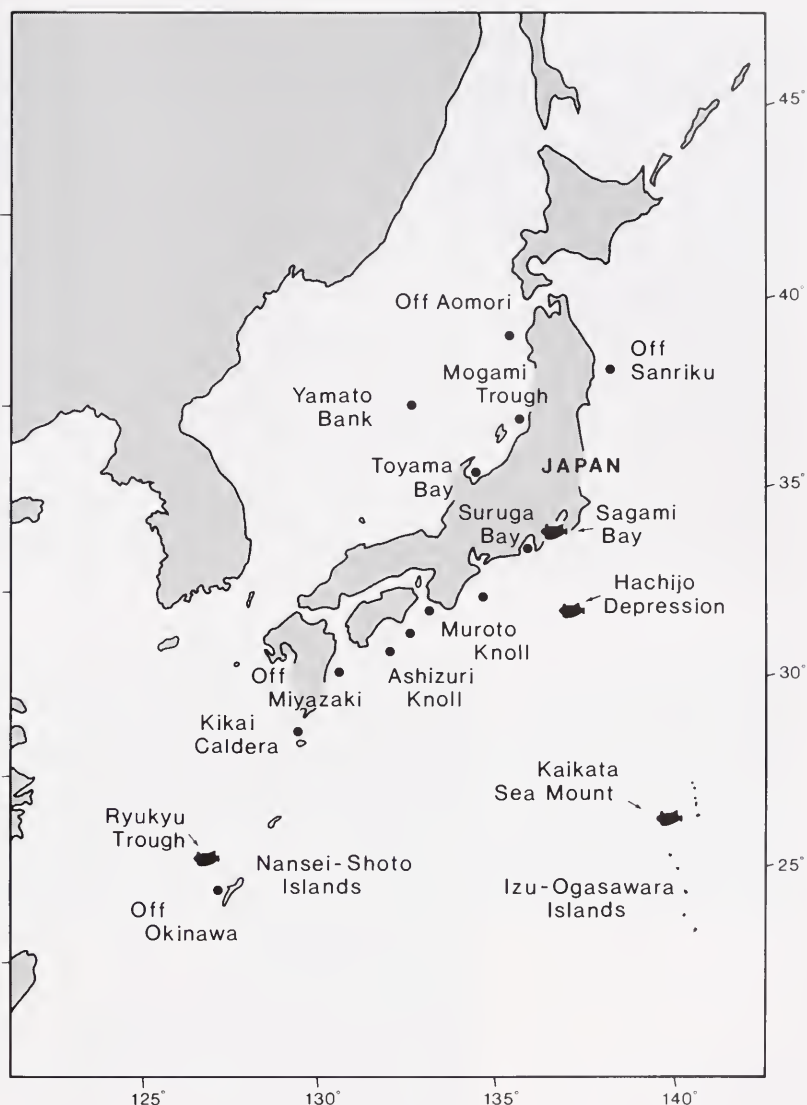 45°
40°
Off Aomori
Off
Sanriku
Mogami
Trough
Yamato
Bank
Toyama
Bay
JAPAN
35°
Suruga
Bay
Sagami
Bay
Hachijo
Depression
Muroto
Knoll
Off
Miyazaki
Ashizuri
Knoll
30°
Kikai
Caldera
Kaikata
Sea Mount
Ryukyu
Trough
Nansei-Shoto
Islands
25°
Izu-Ogasawara
Islands
Off
Okinawa
125°
130°
135°
140°